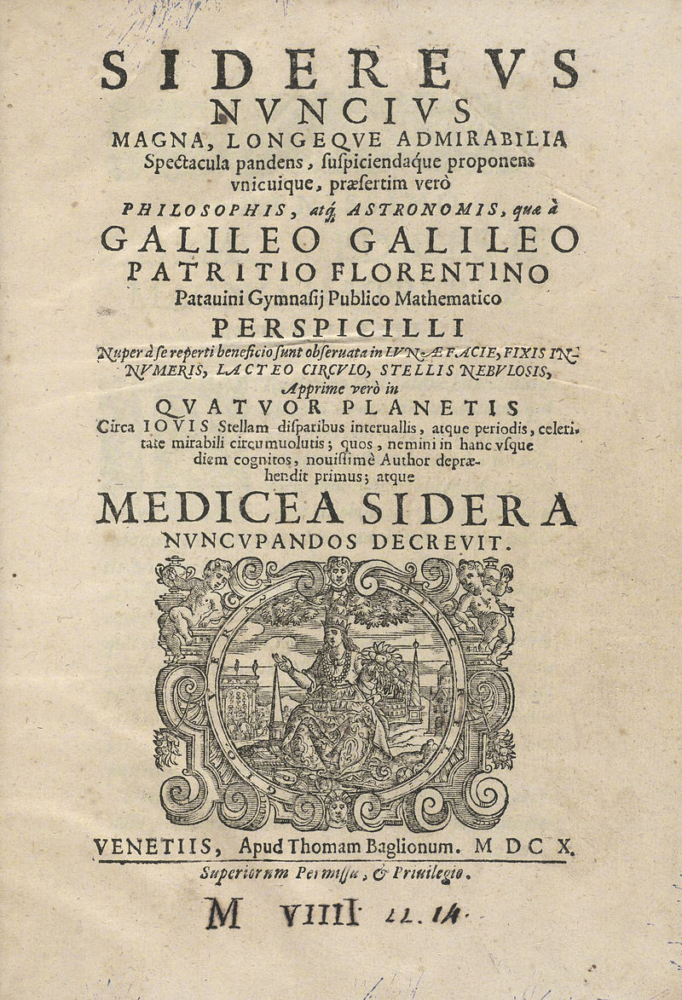 SIDEREVS
NVNCIVS
MAGNA, LONGEQVE ADMIRABILIA
Spectacula pandens, ſuſpiciendaq́ue proponens
vnicuique, præſertim verò
PHILOSOPHIS, atq́ ASTRONOMIS, quæ à
GALILEO GALILEO
PATRITIO FLORENTINO
Patauini Gymnaſij Publico Mathematico
PERSPICILLI
Nuper à ſe reperti beneficio ſunt obſeruata in LVNÆ FACIE, FIXIS IN-
NVMERIS, LACTEO CIRCVLO, STELLIS NEBVLOSIS,
Apprime verò in
QVATVOR PLANETIS
Circa IOVIS Stellam diſparibus interuallis, atque periodis, celeri-
tate mirabili circumuolutis; quos, nemini in hanc vſque
diem cognitos, nouiſſimè Author depræ-
hendit primus; atque
MEDICEA SIDERA
NVNCVPANDOS DECREVIT.
VENETIIS, Apud Thomam Baglionum. M DC X.
Superiorum Permiſſu, & Priuilegio.
M VIIII 22. 14.